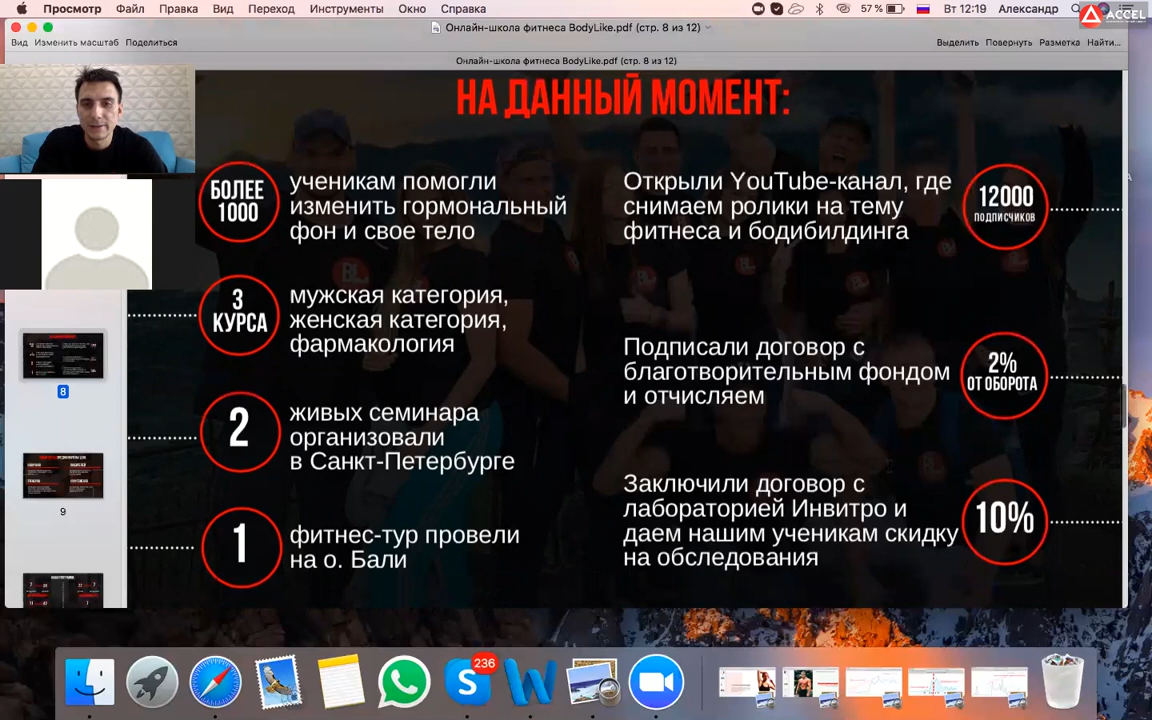 Просмотр Файл Правка Вид Переход Инструменты Окно Справка 57 % Вт 12:19 Александр
ACCEL
Онлайн-школа фитнеса BodyLike.pdf (стр. 8 из 12)
Вид Изменить масштаб Поделиться Выделить Повернуть Разметка Найти...
Онлайн-школа фитнеса BodyLike.pdf (стр. 8 из 12)
НА ДАННЫЙ МОМЕНТ:
БОЛЕЕ
1000
ученикам помогли
изменить гормональный
фон и свое тело
3
КУРСА
мужская категория,
женская категория,
фармакология
2
живых семинара
организовали
в Санкт-Петербурге
1
фитнес-тур провели
на о. Бали
Открыли YouTube-канал, где
снимаем ролики на тему
фитнеса и бодибилдинга
12000
ПОДПИСЧИКОВ
Подписали договор с
благотворительным фондом
и отчисляем
2%
ОТ ОБОРОТА
Заключили договор с
лабораторией Инвитро и
даем нашим ученикам скидку
на обследования
10%
BL
8
9
236